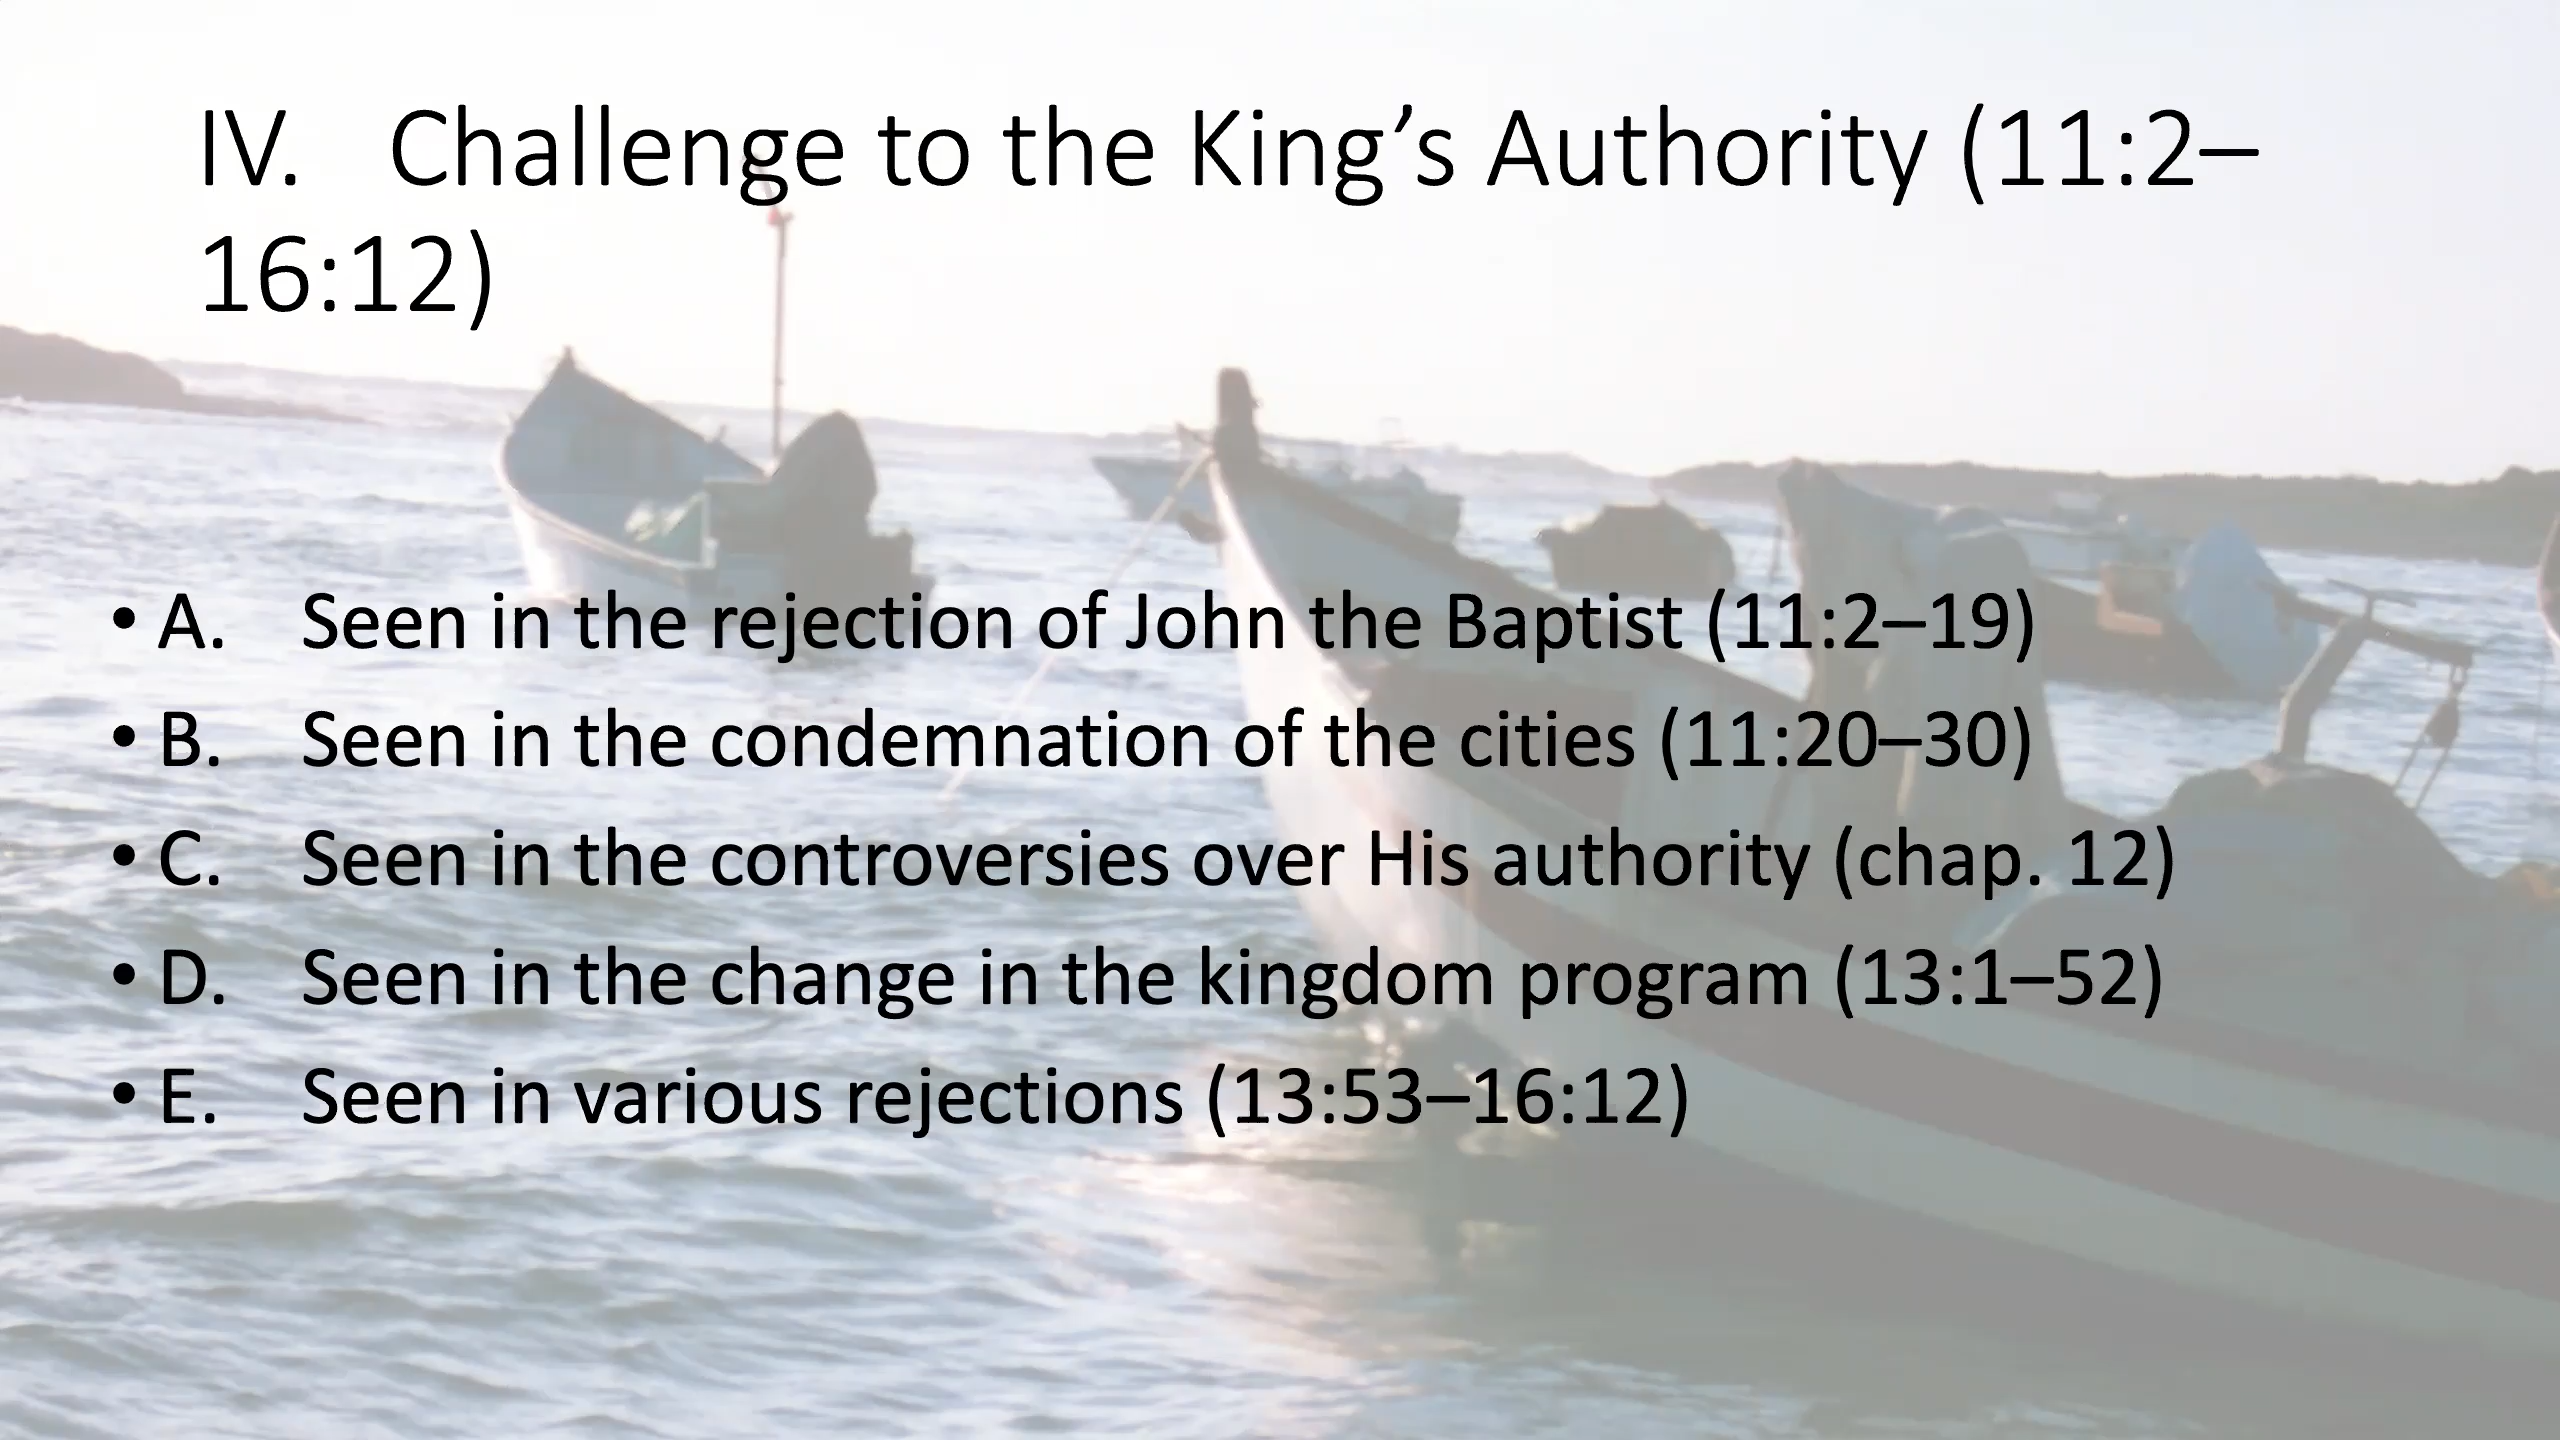 IV. Challenge to the King’s Authority (11:2–
16:12)
• A. Seen in the rejection of John the Baptist (11:2–19)
• B. Seen in the condemnation of the cities (11:20–30)
• C. Seen in the controversies over His authority (chap. 12)
• D. Seen in the change in the kingdom program (13:1–52)
• E. Seen in various rejections (13:53–16:12)